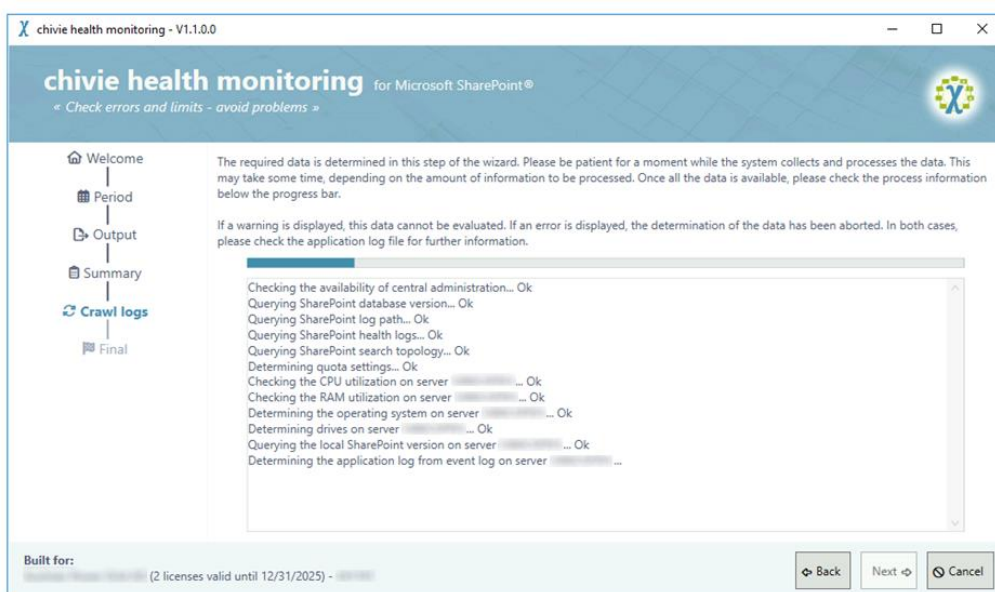 chivie health monitoring - V1.1.0.0
chivie health monitoring for Microsoft SharePoint®
« Check errors and limits - avoid problems »
Welcome
Period
Output
Summary
Crawl logs
Final
The required data is determined in this step of the wizard. Please be patient for a moment while the system collects and processes the data. This
may take some time, depending on the amount of information to be processed. Once all the data is available, please check the process information
below the progress bar.
If a warning is displayed, this data cannot be evaluated. If an error is displayed, the determination of the data has been aborted. In both cases,
please check the application log file for further information.
Checking the availability of central administration... Ok
Querying SharePoint database version... Ok
Querying SharePoint log path... Ok
Querying SharePoint health logs... Ok
Querying SharePoint search topology... Ok
Determining quota settings... Ok
Checking the CPU utilization on server ... Ok
Checking the RAM utilization on server ... Ok
Determining the operating system on server ... Ok
Determining drives on server ... Ok
Querying the local SharePoint version on server ... Ok
Determining the application log from event log on server ...
Built for:
(2 licenses valid until 12/31/2025) -
Back
Next
Cancel